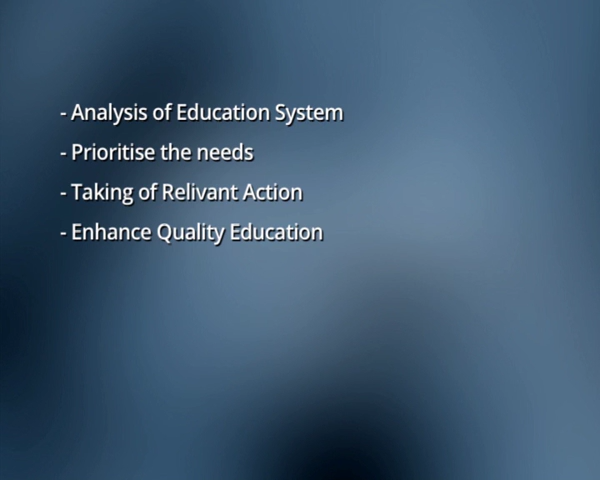 - Analysis of Education System
- Prioritise the needs
- Taking of Relivant Action
- Enhance Quality Education